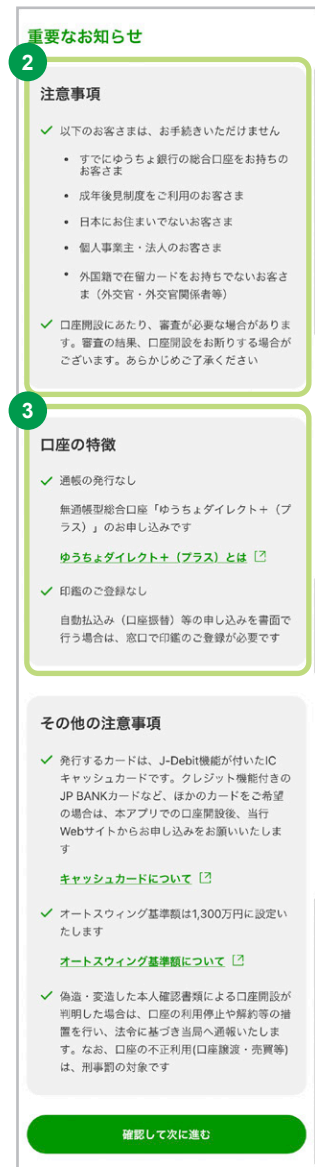 重要なお知らせ
2
注意事項
以下のお客さまは、お手続きいただけません
• すでにゆうちょ銀行の総合口座をお持ちの
お客さま
• 成年後見制度をご利用のお客さま
• 日本にお住まいでないお客さま
• 個人事業主・法人のお客さま
• 外国籍で在留カードをお持ちでないお客さ
ま（外交官・外交官関係者等）
口座開設にあたり、審査が必要な場合がありま
す。審査の結果、口座開設をお断りする場合が
ございます。あらかじめご了承ください
3
口座の特徴
通帳の発行なし
無通帳型総合口座「ゆうちょダイレクト＋（プ
ラス）」のお申し込みです
ゆうちょダイレクト＋（プラス）とは
印鑑のご登録なし
自動払込み（口座振替）等の申し込みを書面で
行う場合は、窓口で印鑑のご登録が必要です
その他の注意事項
発行するカードは、J-Debit機能が付いたIC
キャッシュカードです。クレジット機能付きの
JP BANKカードなど、ほかのカードをご希望
の場合は、本アプリでの口座開設後、当行
Webサイトからお申し込みをお願いいたしま
す
キャッシュカードについて
オートスウィング基準額は1,300万円に設定い
たします
オートスウィング基準額について
偽造・変造した本人確認書類による口座開設が
判明した場合は、口座の利用停止や解約等の措
置を行い、法令に基づき当局へ通報いたしま
す。なお、口座の不正利用(口座譲渡・売買等)
は、刑事罰の対象です
確認して次に進む